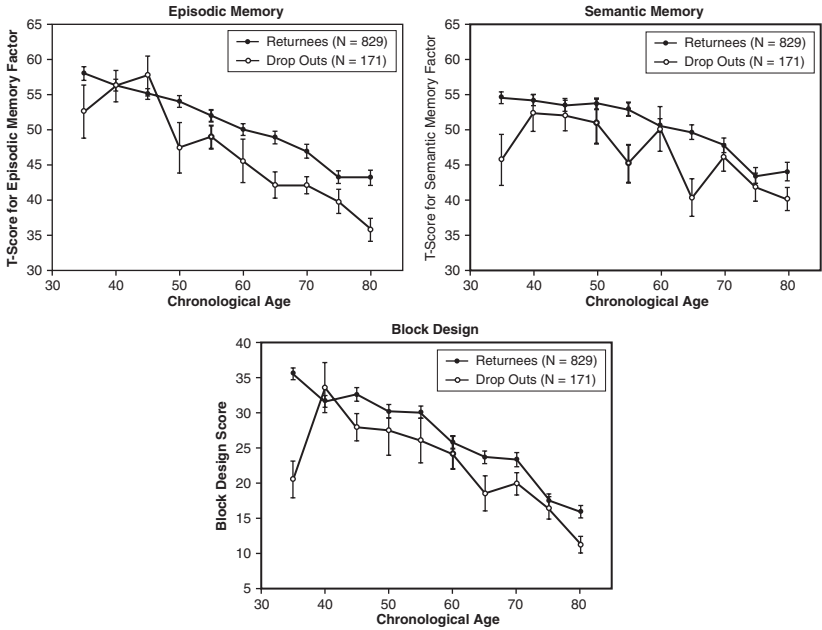 Episodic Memory
T-Score for Episodic Memory Factor
65
60
55
50
45
40
35
30
Returnees (N = 829)
Drop Outs (N = 171)
30 40 50 60 70 80
Chronological Age
Semantic Memory
T-Score for Semantic Memory Factor
65
60
55
50
45
40
35
30
Returnees (N = 829)
Drop Outs (N = 171)
30 40 50 60 70 80
Chronological Age
Block Design
Block Design Score
40
35
30
25
20
15
10
5
Returnees (N = 829)
Drop Outs (N = 171)
30 40 50 60 70 80
Chronological Age